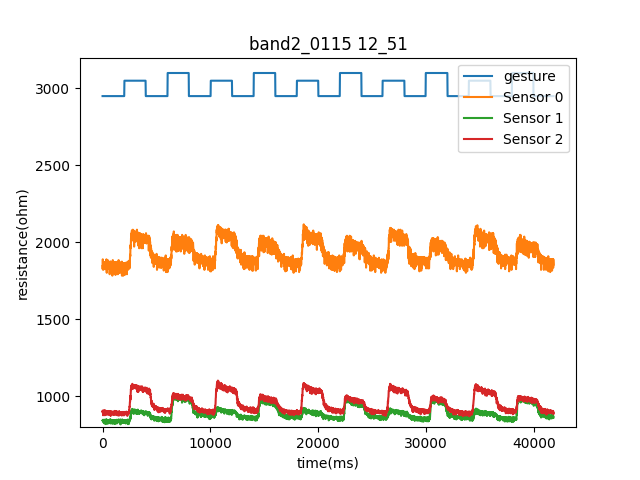 band2_0115 12_51
gesture
Sensor 0
Sensor 1
Sensor 2
3000
2500
2000
1500
1000
resistance(ohm)
0 10000 20000 30000 40000
time(ms)